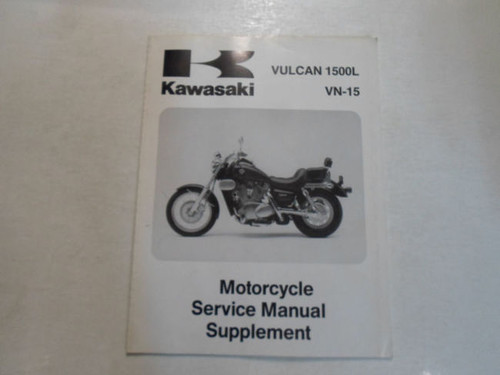 VULCAN 1500L
Kawasaki
VN-15
Motorcycle
Service Manual
Supplement